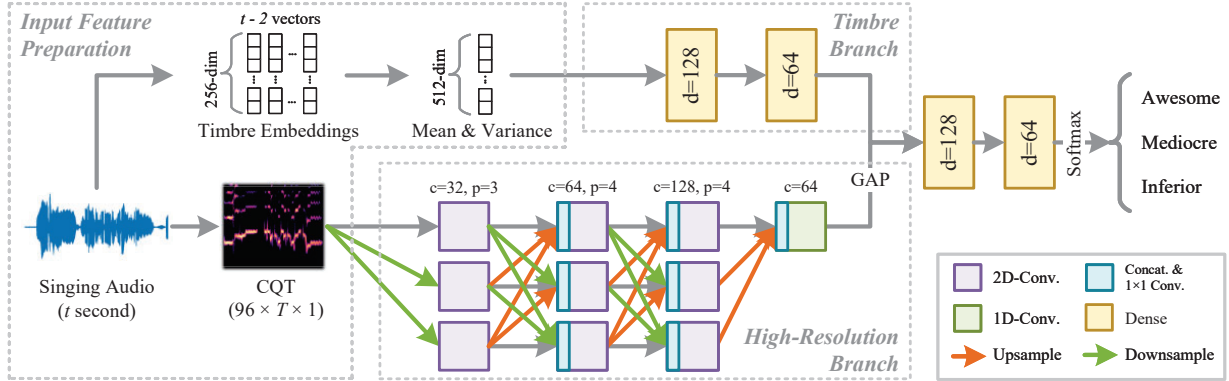 Input Feature
Preparation
t - 2 vectors
256-dim
Timbre Embeddings
512-dim
Mean & Variance
Timbre
Branch
d=128
d=64
d=128
d=64
Softmax
Awesome
Mediocre
Inferior
GAP
Singing Audio
(t second)
CQT
(96 × T × 1)
c=32, p=3
c=64, p=4
c=128, p=4
c=64
High-Resolution
Branch
2D-Conv.
Concat. &
1×1 Conv.
1D-Conv.
Dense
Upsample
Downsample